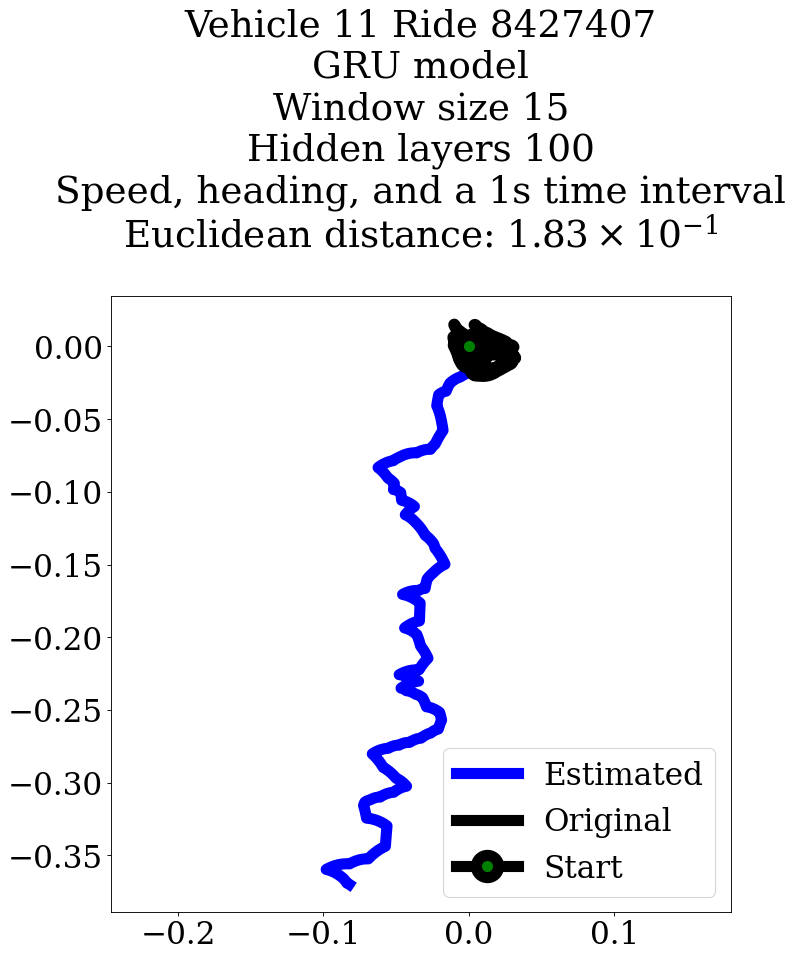 Vehicle 11 Ride 8427407
GRU model
Window size 15
Hidden layers 100
Speed, heading, and a 1s time interval
Euclidean distance: 1.83 × 10⁻¹
0.00
−0.05
−0.10
−0.15
−0.20
−0.25
−0.30
−0.35
Estimated
Original
Start
−0.2
−0.1
0.0
0.1